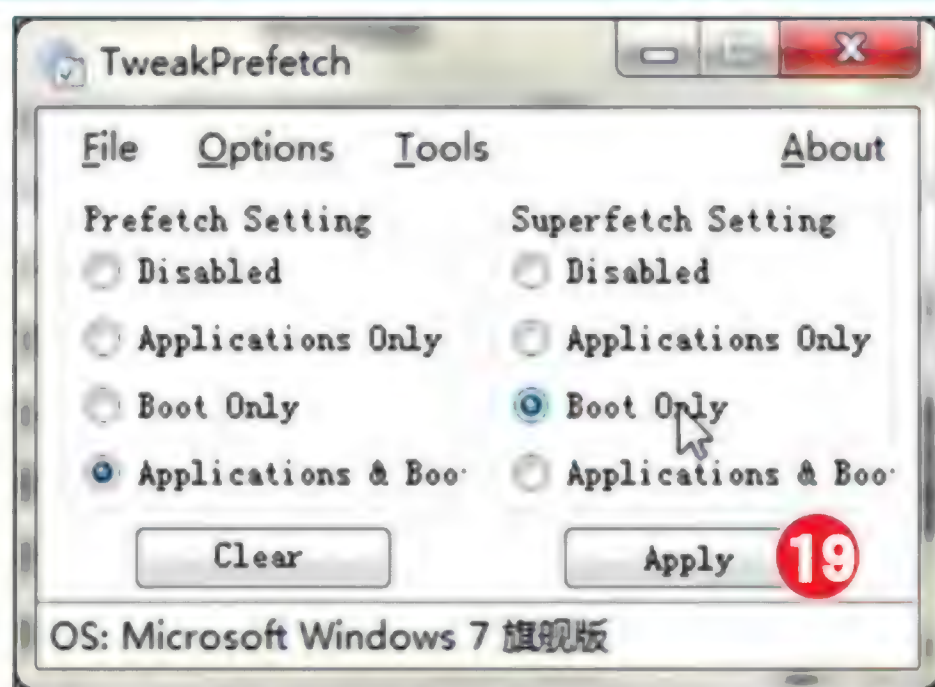 TweakPrefetch
File Options Tools About
Prefetch Setting Superfetch Setting
Disabled Disabled
Applications Only Applications Only
Boot Only Boot Only
Applications & Boo Applications & Boo
Clear Apply 19
OS: Microsoft Windows 7 旗舰版